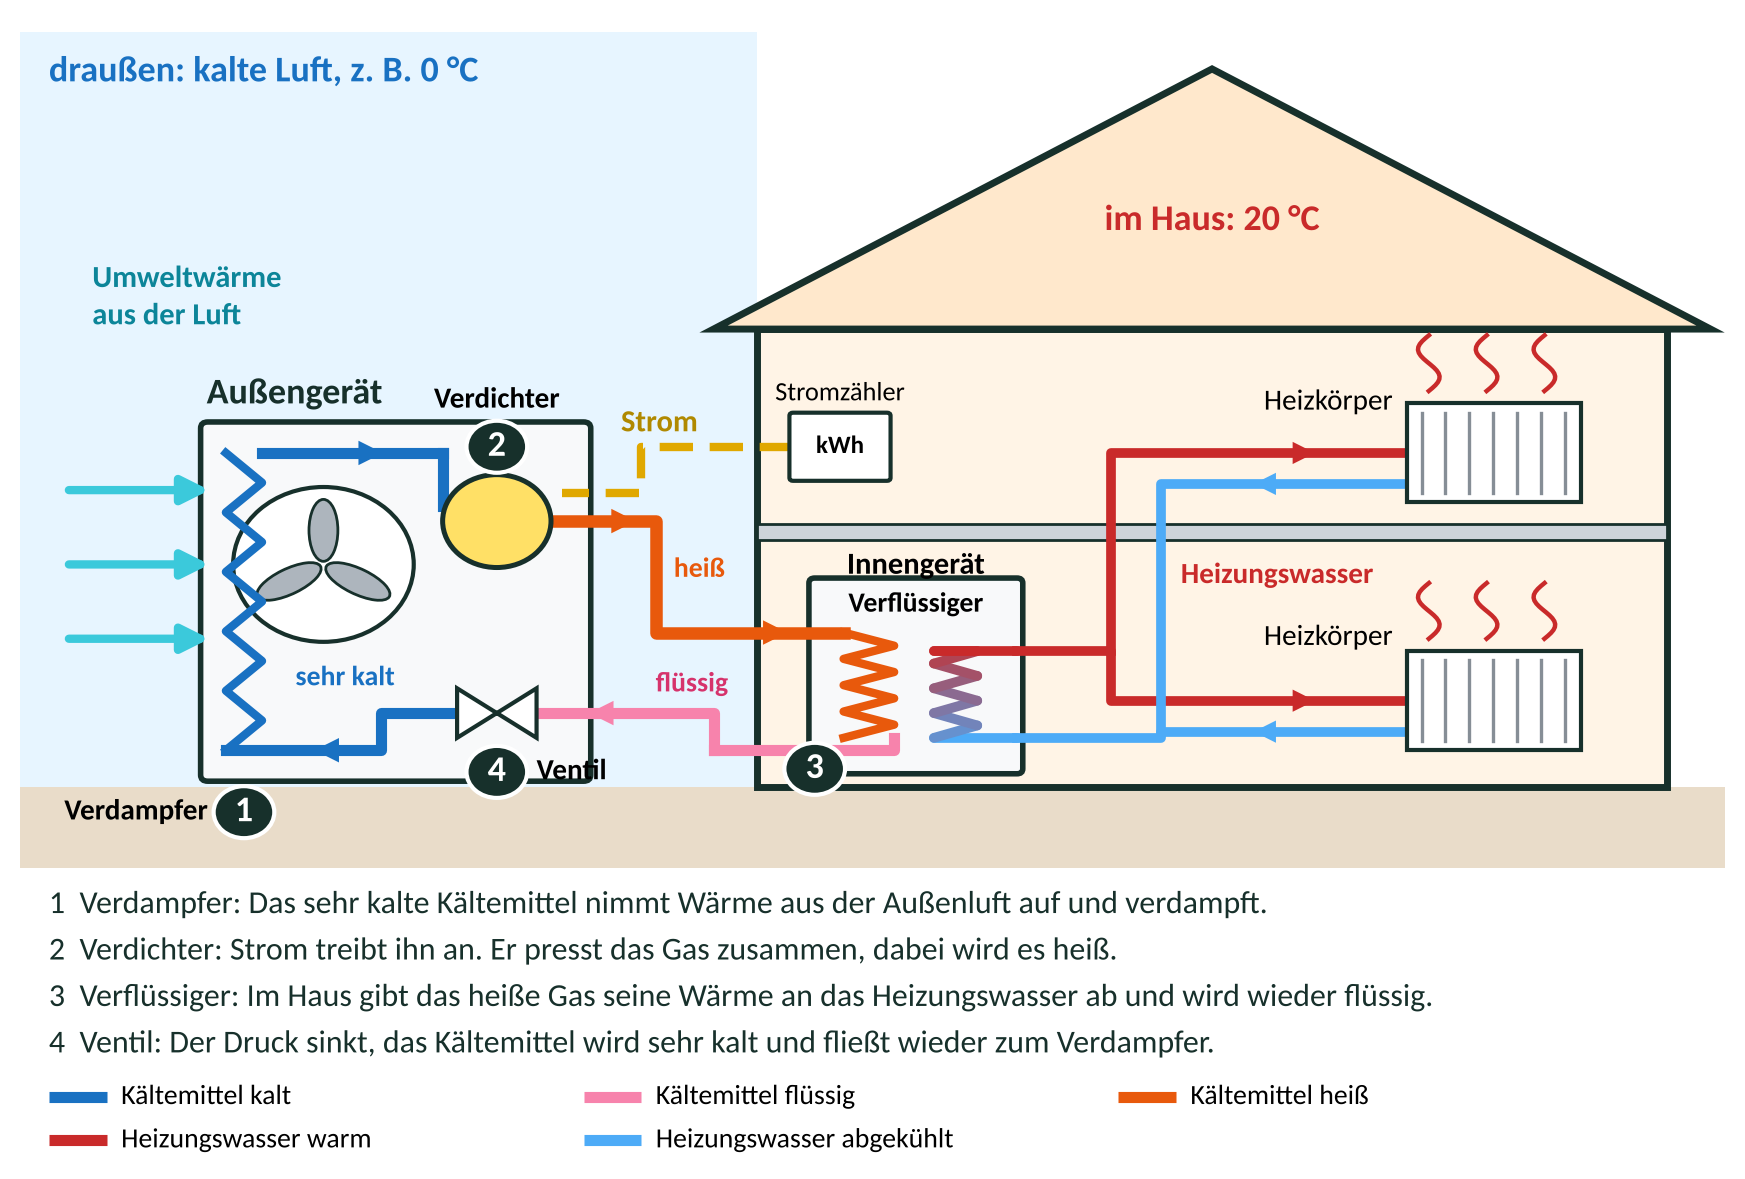 draußen: kalte Luft, z. B. 0 °C
im Haus: 20 °C
Umweltwärme
aus der Luft
Außengerät
Verdichter
2
Strom
Stromzähler
kWh
Heizkörper
heiß
Innengerät
Verflüssiger
Heizungswasser
Heizkörper
sehr kalt
flüssig
3
4
Ventil
Verdampfer
1
1 Verdampfer: Das sehr kalte Kältemittel nimmt Wärme aus der Außenluft auf und verdampft.
2 Verdichter: Strom treibt ihn an. Er presst das Gas zusammen, dabei wird es heiß.
3 Verflüssiger: Im Haus gibt das heiße Gas seine Wärme an das Heizungswasser ab und wird wieder flüssig.
4 Ventil: Der Druck sinkt, das Kältemittel wird sehr kalt und fließt wieder zum Verdampfer.
Kältemittel kalt
Kältemittel flüssig
Kältemittel heiß
Heizungswasser warm
Heizungswasser abgekühlt